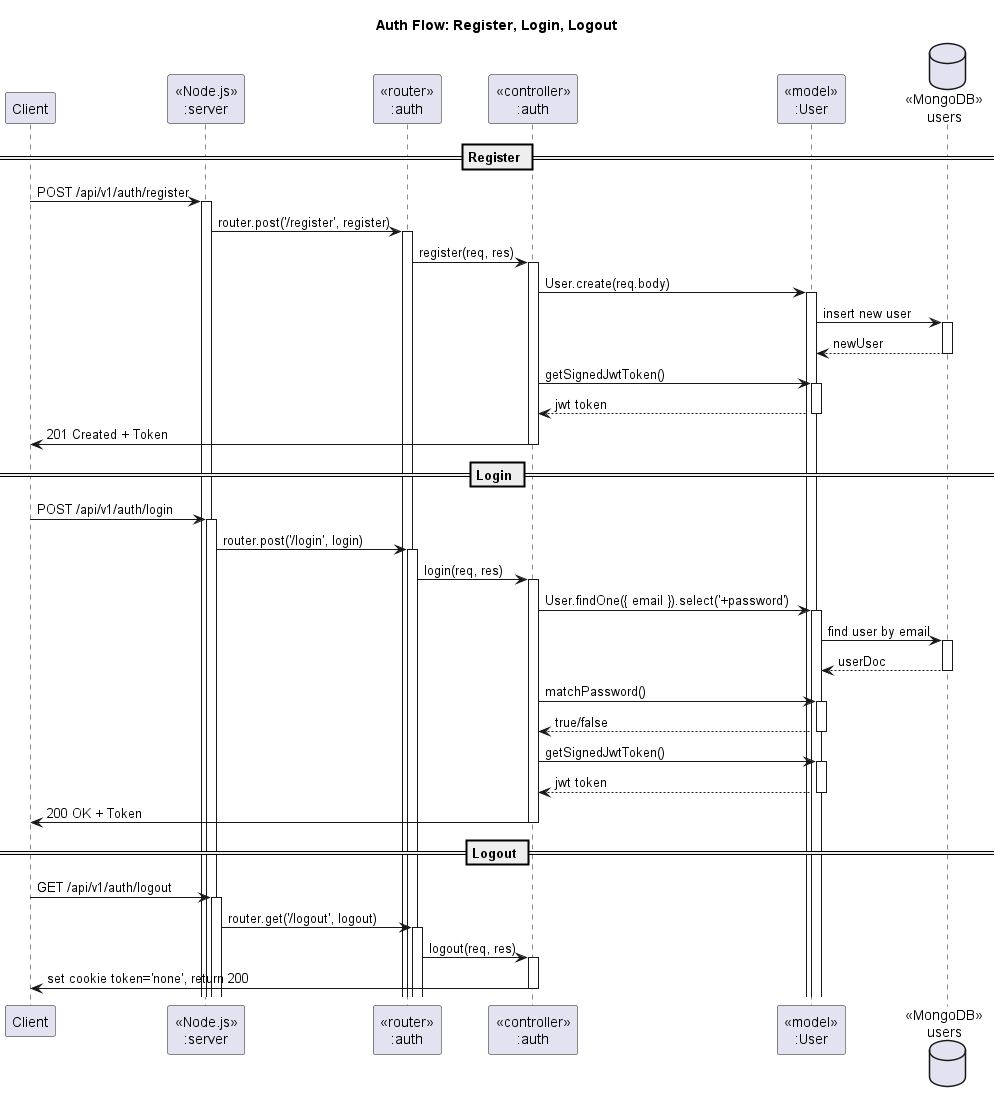 Auth Flow: Register, Login, Logout
Client
«Node.js»
:server
«router»
:auth
«controller»
:auth
«model»
:User
«MongoDB»
users
Register
POST /api/v1/auth/register
router.post('/register', register)
register(req, res)
User.create(req.body)
insert new user
newUser
getSignedJwtToken()
jwt token
201 Created + Token
Login
POST /api/v1/auth/login
router.post('/login', login)
login(req, res)
User.findOne({ email }).select('+password')
find user by email
userDoc
matchPassword()
true/false
getSignedJwtToken()
jwt token
200 OK + Token
Logout
GET /api/v1/auth/logout
router.get('/logout', logout)
logout(req, res)
set cookie token='none', return 200
Client
«Node.js»
:server
«router»
:auth
«controller»
:auth
«model»
:User
«MongoDB»
users